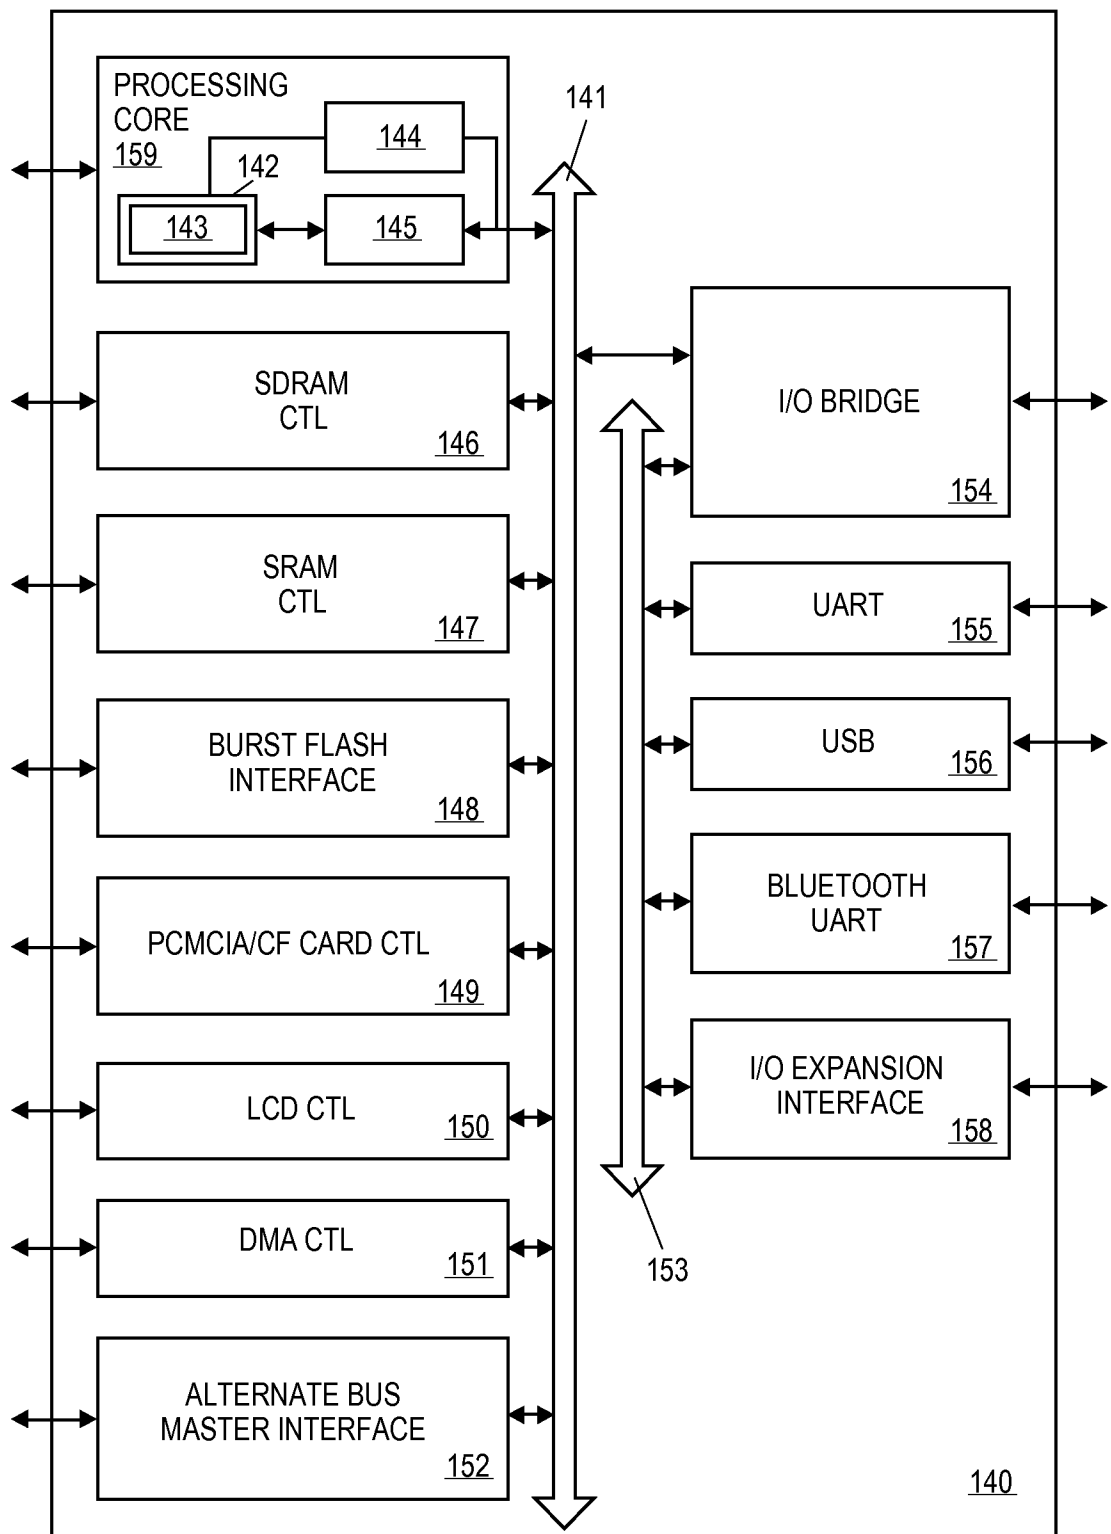 PROCESSING
CORE
159
142
144
143
145
141
SDRAM
CTL
146
SRAM
CTL
147
BURST FLASH
INTERFACE
148
PCMCIA/CF CARD CTL
149
LCD CTL
150
DMA CTL
151
ALTERNATE BUS
MASTER INTERFACE
152
I/O BRIDGE
154
UART
155
USB
156
BLUETOOTH
UART
157
I/O EXPANSION
INTERFACE
158
153
140